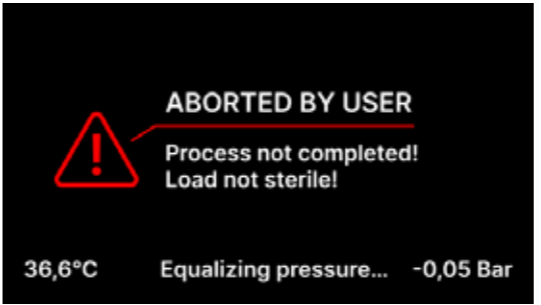 ABORTED BY USER
Process not completed!
Load not sterile!
36,6°C Equalizing pressure... -0,05 Bar